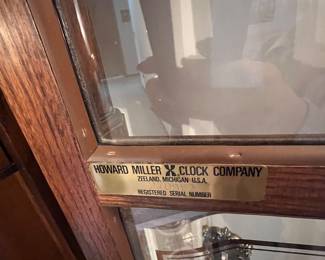 HOWARD MILLER CLOCK COMPANY
ZEELAND, MICHIGAN U.S.A.
REGISTERED SERIAL NUMBER